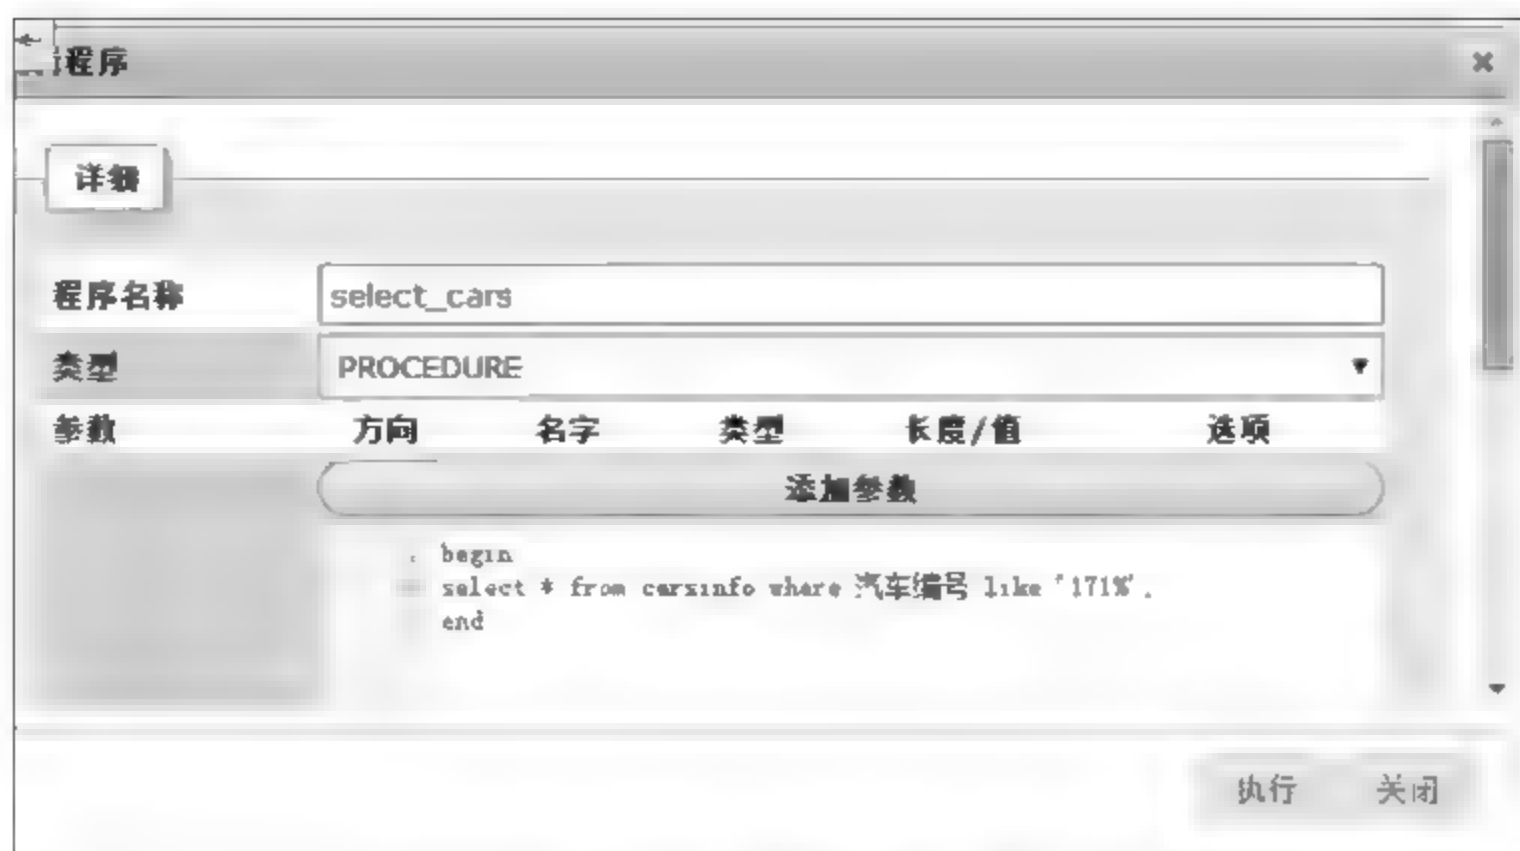 程序
详细
程序名称 select_cars
类型 PROCEDURE
参数 方向 名字 类型 长度/值 选项
添加参数
begin
select * from carsinfo where 汽车编号 like '171%'
end
执行 关闭